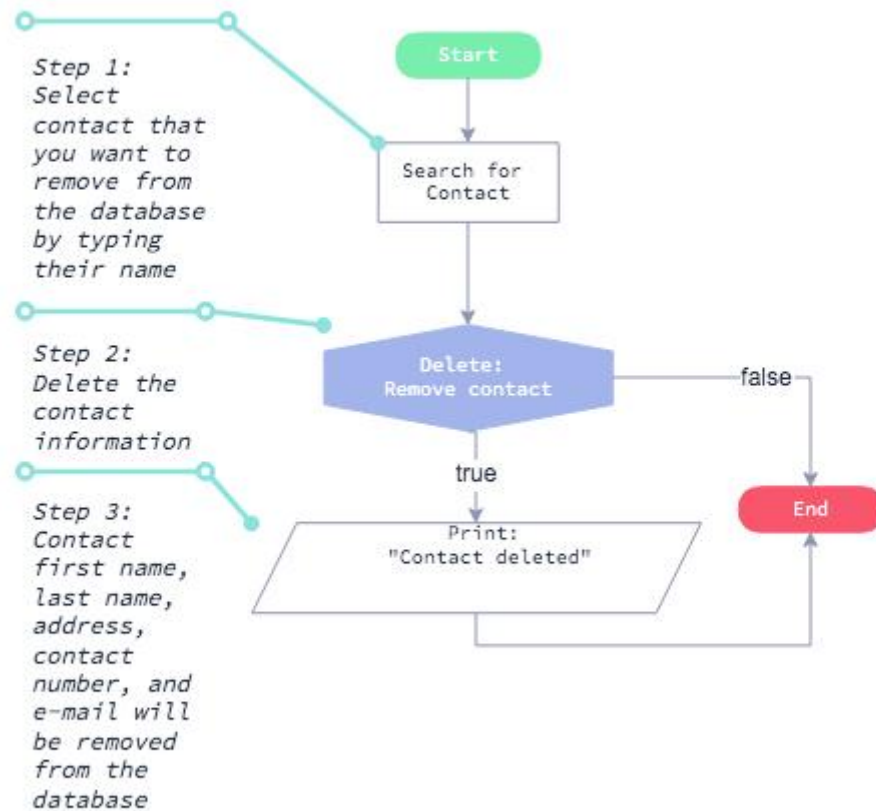 Start
Step 1:
Select
contact that
you want to
remove from
the database
by typing
their name
Search for
Contact
Step 2:
Delete the
contact
information
Delete:
Remove contact
false
true
Step 3:
Contact
first name,
last name,
address,
contact
number, and
e-mail will
be removed
from the
database
Print:
"Contact deleted"
End